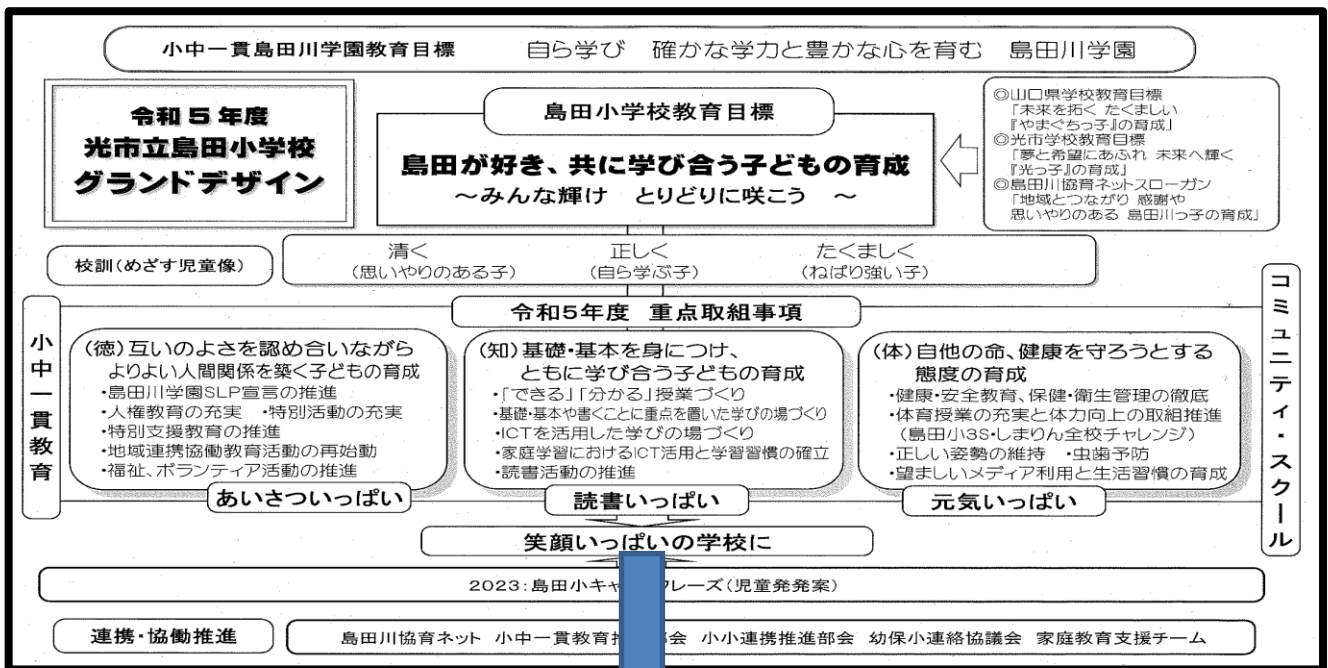 小中一貫島田川学園教育目標 自ら学び 確かな学力と豊かな心を育む 島田川学園
令和5年度
光市立島田小学校
グランドデザイン
島田小学校教育目標
島田が好き、共に学び合う子どもの育成
～みんな輝け とりどりに咲こう ～
◎山口県学校教育目標
「未来を拓く たくましい
『やまぐちっ子』の育成」
◎光市学校教育目標
「夢と希望にあふれ 未来へ輝く
『光っ子』の育成」
◎島田川協育ネットスローガン
「地域とつながり 感謝や
思いやりのある 島田川っ子の育成」
校訓(めざす児童像)
清く 正しく たくましく
(思いやりのある子) (自ら学ぶ子) (ねばり強い子)
令和5年度 重点取組事項
小中一貫教育
(徳)互いのよさを認め合いながら
よりよい人間関係を築く子どもの育成
・島田川学園SLP宣言の推進
・人権教育の充実 ・特別活動の充実
・特別支援教育の推進
・地域連携協働教育活動の再始動
・福祉、ボランティア活動の推進
あいさついっぱい
(知)基礎・基本を身につけ、
ともに学び合う子どもの育成
・「できる」「分かる」授業づくり
・基礎・基本や書くことに重点を置いた学びの場づくり
・ICTを活用した学びの場づくり
・家庭学習におけるICT活用と学習習慣の確立
・読書活動の推進
読書いっぱい
(体)自他の命、健康を守ろうとする
態度の育成
・健康・安全教育、保健・衛生管理の徹底
・体育授業の充実と体力向上の取組推進
(島田小3S・しまりん全校チャレンジ)
・正しい姿勢の維持 ・虫歯予防
・望ましいメディア利用と生活習慣の育成
元気いっぱい
コミュニティ・スクール
笑顔いっぱいの学校に
2023:島田小キャ フレーズ(児童発発案)
連携・協働推進
島田川協育ネット 小中一貫教育推 部会 小小連携推進部会 幼保小連絡協議会 家庭教育支援チーム